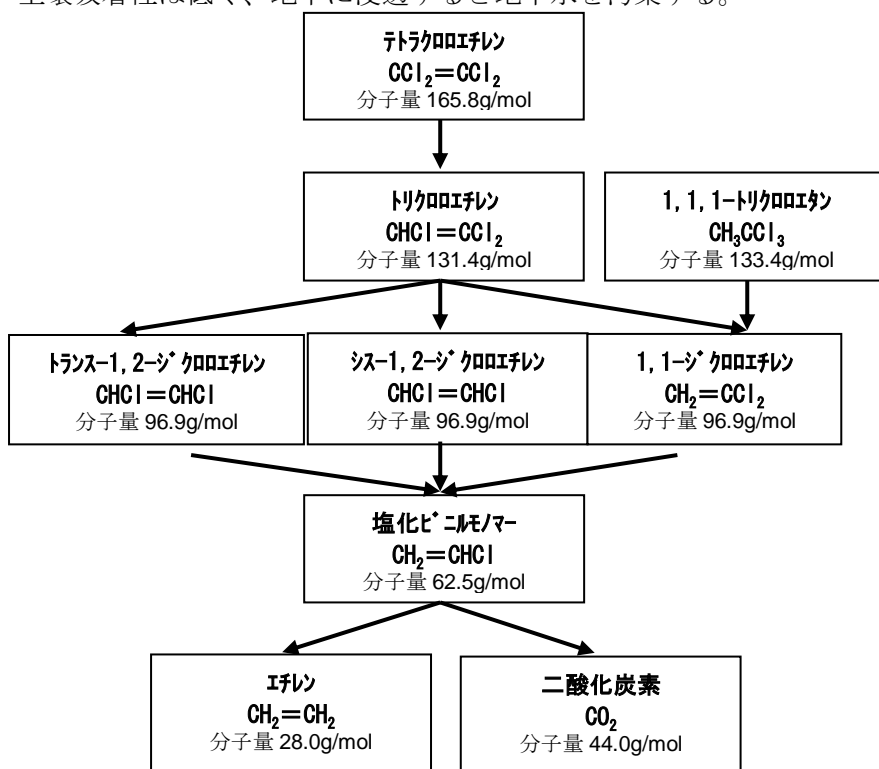 土壌吸着性は低く、地下に浸透すると地下水を汚染する。
テトラクロロエチレン
CCl₂＝CCl₂
分子量 165.8g/mol
トリクロロエチレン
CHCl＝CCl₂
分子量 131.4g/mol
1,1,1-トリクロロエタン
CH₃CCl₃
分子量 133.4g/mol
トランス-1,2-ジクロロエチレン
CHCl＝CHCl
分子量 96.9g/mol
シス-1,2-ジクロロエチレン
CHCl＝CHCl
分子量 96.9g/mol
1,1-ジクロロエチレン
CH₂＝CCl₂
分子量 96.9g/mol
塩化ビニルモノマー
CH₂＝CHCl
分子量 62.5g/mol
エチレン
CH₂＝CH₂
分子量 28.0g/mol
二酸化炭素
CO₂
分子量 44.0g/mol